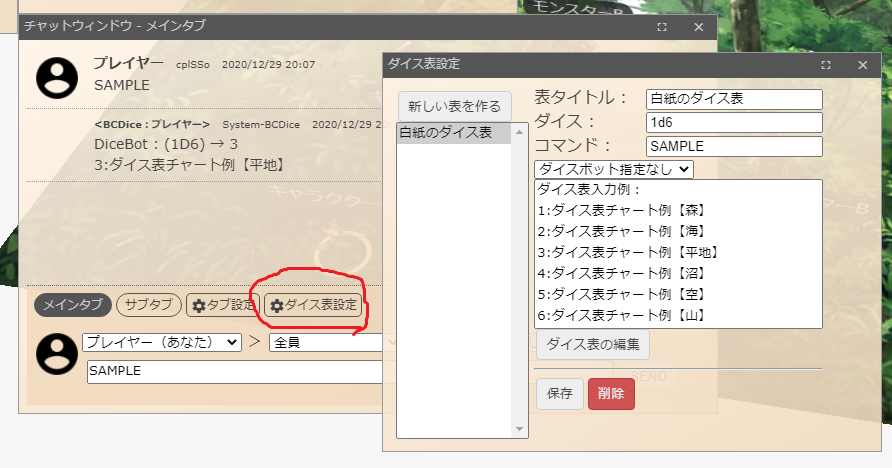 モンスターB
チャットウィンドウ - メインタブ
プレイヤー cplSSo 2020/12/29 20:07
SAMPLE
<BCDice : プレイヤー> System-BCDice 2020/12/29 2
DiceBot : (1D6) → 3
3:ダイス表チャート例【平地】
キャラクター
ターB
メインタブ
サブタブ
タブ設定
ダイス表設定
プレイヤー（あなた） > 全員
SAMPLE
SEND
ダイス表設定
新しい表を作る
白紙のダイス表
表タイトル： 白紙のダイス表
ダイス： 1d6
コマンド： SAMPLE
ダイスボット指定なし
ダイス表入力例：
1:ダイス表チャート例【森】
2:ダイス表チャート例【海】
3:ダイス表チャート例【平地】
4:ダイス表チャート例【沼】
5:ダイス表チャート例【空】
6:ダイス表チャート例【山】
ダイス表の編集
保存
削除